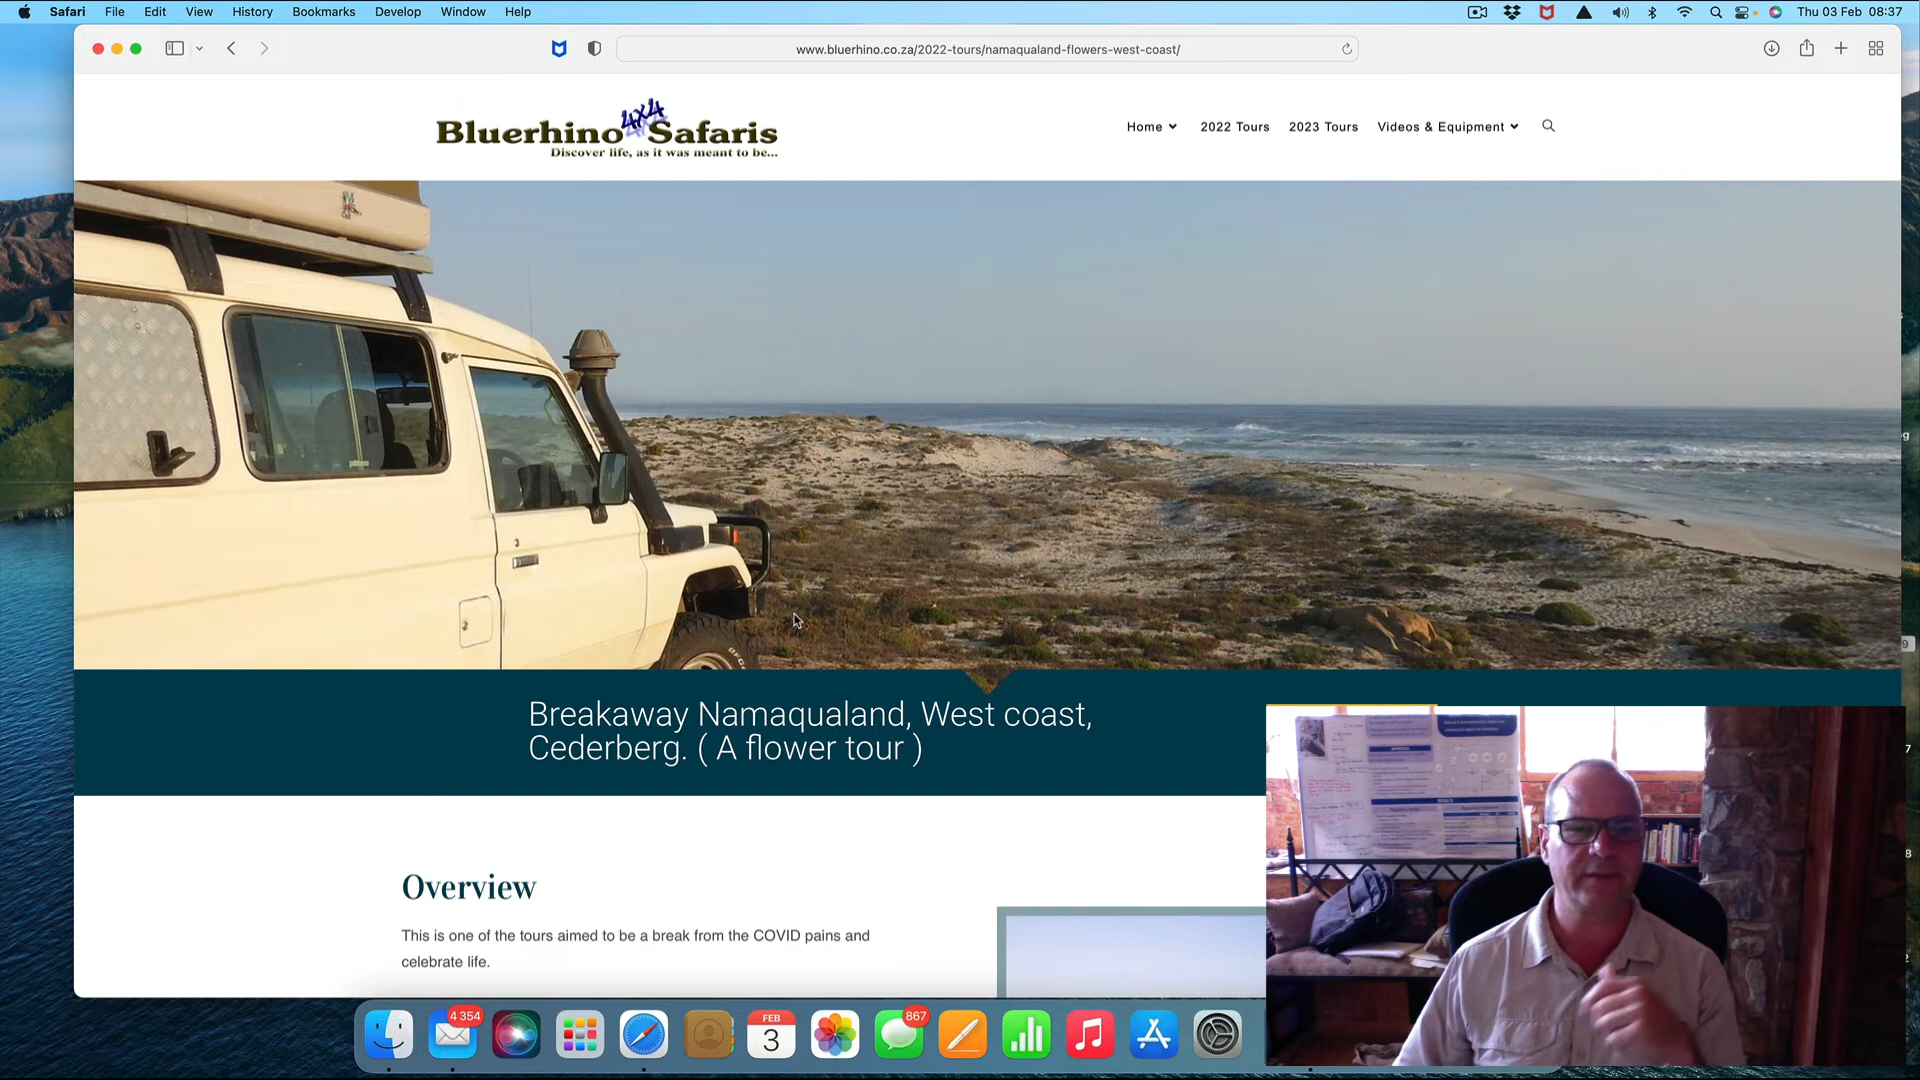 Safari File Edit View History Bookmarks Develop Window Help
Thu 03 Feb 08:37
www.bluerhino.co.za/2022-tours/namaqualand-flowers-west-coast/
Bluerhino 4x4 Safaris
Discover life, as it was meant to be...
Home 2022 Tours 2023 Tours Videos & Equipment
Breakaway Namaqualand, West coast,
Cederberg. ( A flower tour )
APPROACH
RESULTS
Overview
This is one of the tours aimed to be a break from the COVID pains and
celebrate life.
4 354
FEB
3
867